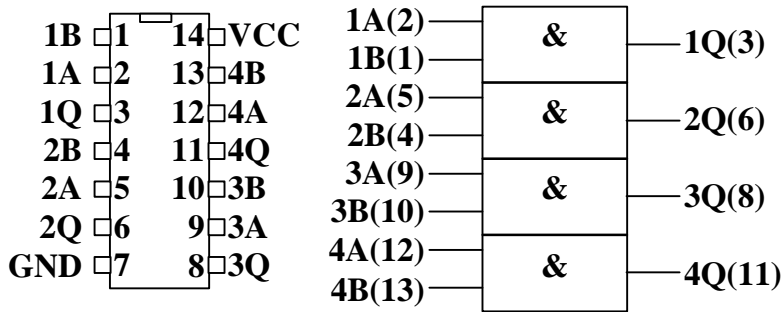 1B 1 14 VCC
1A 2 13 4B
1Q 3 12 4A
2B 4 11 4Q
2A 5 10 3B
2Q 6 9 3A
GND 7 8 3Q
1A(2)
1B(1)
&
1Q(3)
2A(5)
2B(4)
&
2Q(6)
3A(9)
3B(10)
&
3Q(8)
4A(12)
4B(13)
&
4Q(11)